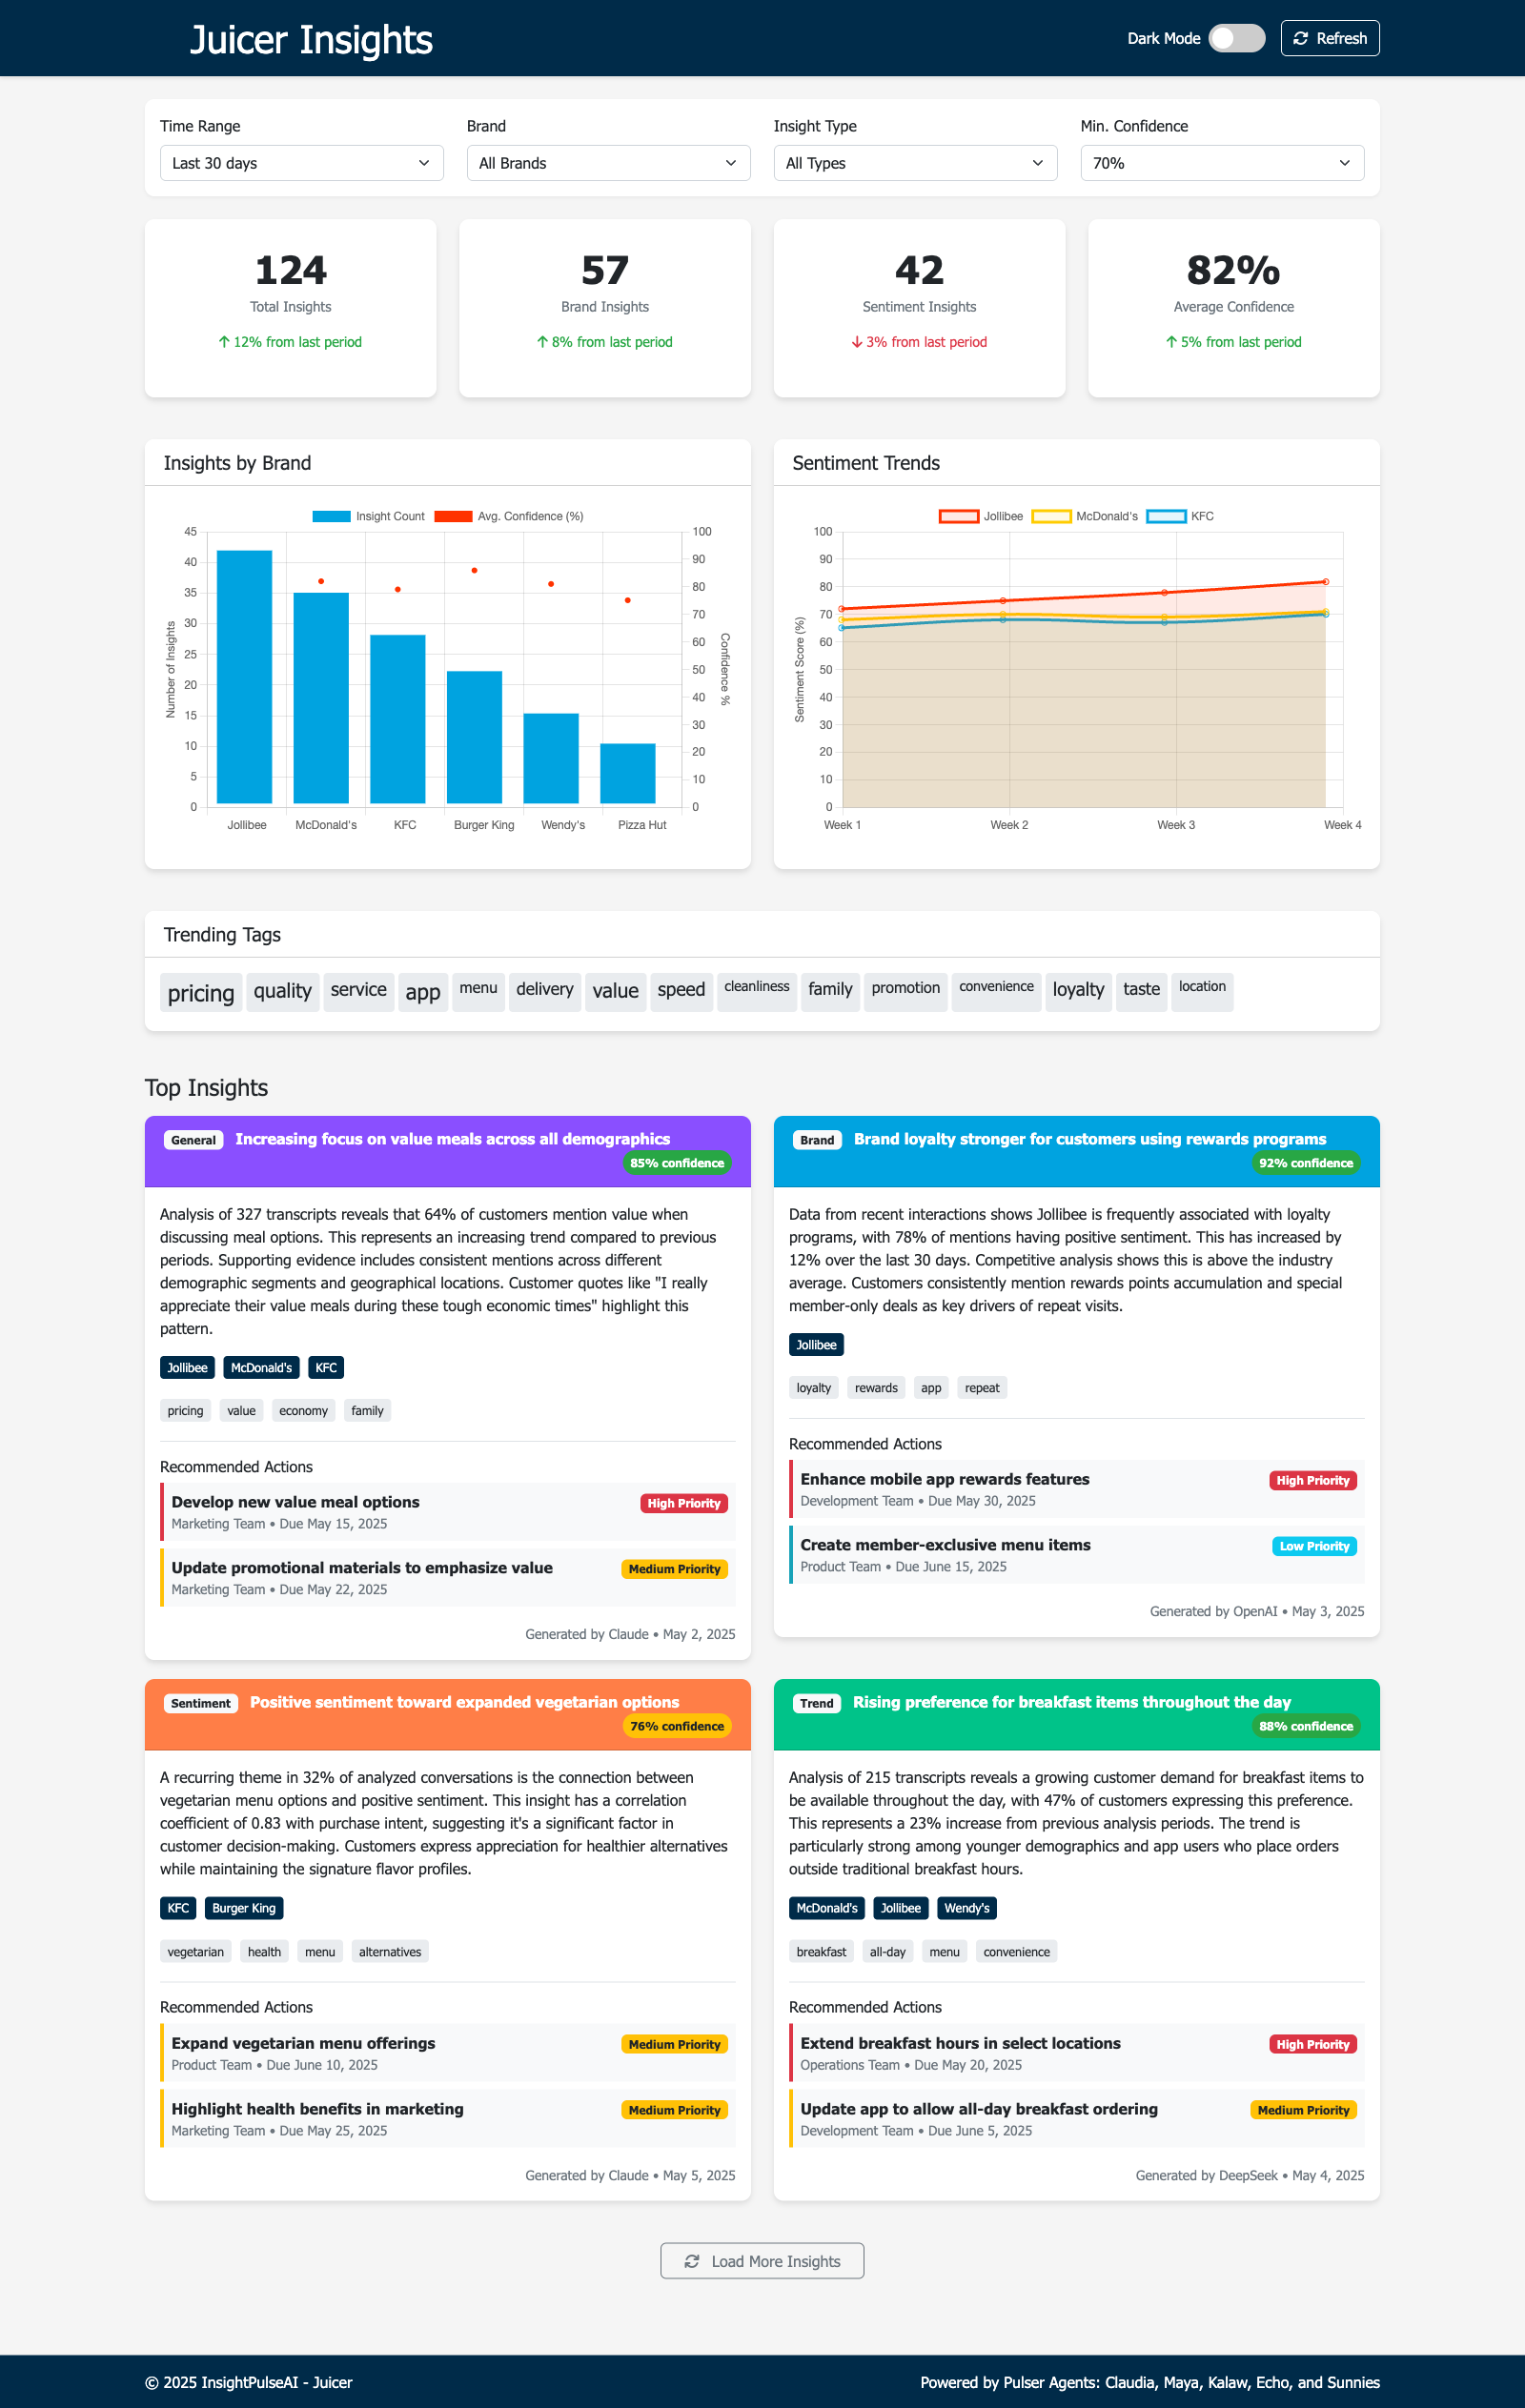 Juicer Insights
Dark Mode
Refresh
Time Range
Brand
Insight Type
Min. Confidence
Last 30 days
All Brands
All Types
70%
124
Total Insights
12% from last period
57
Brand Insights
8% from last period
42
Sentiment Insights
3% from last period
82%
Average Confidence
5% from last period
Insights by Brand
Insight Count
Avg. Confidence (%)
Number of Insights
45
40
35
30
25
20
15
10
5
0
100
90
80
70
60
50
40
30
20
10
0
Confidence %
Jollibee
McDonald's
KFC
Burger King
Wendy's
Pizza Hut
Sentiment Trends
Jollibee
McDonald's
KFC
Sentiment Score (%)
100
90
80
70
60
50
40
30
20
10
0
Week 1
Week 2
Week 3
Week 4
Trending Tags
pricing
quality
service
app
menu
delivery
value
speed
cleanliness
family
promotion
convenience
loyalty
taste
location
Top Insights
General
Increasing focus on value meals across all demographics
85% confidence
Analysis of 327 transcripts reveals that 64% of customers mention value when
discussing meal options. This represents an increasing trend compared to previous
periods. Supporting evidence includes consistent mentions across different
demographic segments and geographical locations. Customer quotes like "I really
appreciate their value meals during these tough economic times" highlight this
pattern.
Jollibee
McDonald's
KFC
pricing
value
economy
family
Recommended Actions
Develop new value meal options
High Priority
Marketing Team • Due May 15, 2025
Update promotional materials to emphasize value
Medium Priority
Marketing Team • Due May 22, 2025
Generated by Claude • May 2, 2025
Brand
Brand loyalty stronger for customers using rewards programs
92% confidence
Data from recent interactions shows Jollibee is frequently associated with loyalty
programs, with 78% of mentions having positive sentiment. This has increased by
12% over the last 30 days. Competitive analysis shows this is above the industry
average. Customers consistently mention rewards points accumulation and special
member-only deals as key drivers of repeat visits.
Jollibee
loyalty
rewards
app
repeat
Recommended Actions
Enhance mobile app rewards features
High Priority
Development Team • Due May 30, 2025
Create member-exclusive menu items
Low Priority
Product Team • Due June 15, 2025
Generated by OpenAI • May 3, 2025
Sentiment
Positive sentiment toward expanded vegetarian options
76% confidence
A recurring theme in 32% of analyzed conversations is the connection between
vegetarian menu options and positive sentiment. This insight has a correlation
coefficient of 0.83 with purchase intent, suggesting it's a significant factor in
customer decision-making. Customers express appreciation for healthier alternatives
while maintaining the signature flavor profiles.
KFC
Burger King
vegetarian
health
menu
alternatives
Recommended Actions
Expand vegetarian menu offerings
Medium Priority
Product Team • Due June 10, 2025
Highlight health benefits in marketing
Medium Priority
Marketing Team • Due May 25, 2025
Generated by Claude • May 5, 2025
Trend
Rising preference for breakfast items throughout the day
88% confidence
Analysis of 215 transcripts reveals a growing customer demand for breakfast items to
be available throughout the day, with 47% of customers expressing this preference.
This represents a 23% increase from previous analysis periods. The trend is
particularly strong among younger demographics and app users who place orders
outside traditional breakfast hours.
McDonald's
Jollibee
Wendy's
breakfast
all-day
menu
convenience
Recommended Actions
Extend breakfast hours in select locations
High Priority
Operations Team • Due May 20, 2025
Update app to allow all-day breakfast ordering
Medium Priority
Development Team • Due June 5, 2025
Generated by DeepSeek • May 4, 2025
Load More Insights
© 2025 InsightPulseAI - Juicer
Powered by Pulser Agents: Claudia, Maya, Kalaw, Echo, and Sunnies